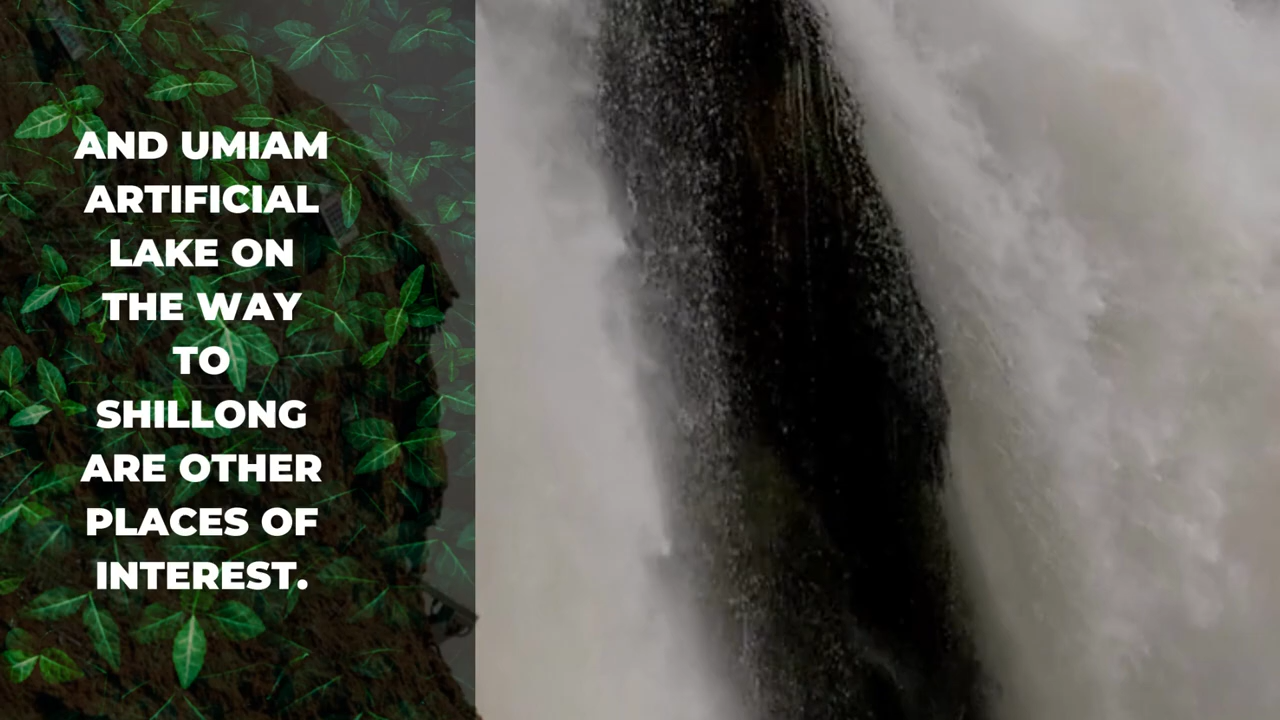 AND UMIAM
ARTIFICIAL
LAKE ON
THE WAY
TO
SHILLONG
ARE OTHER
PLACES OF
INTEREST.